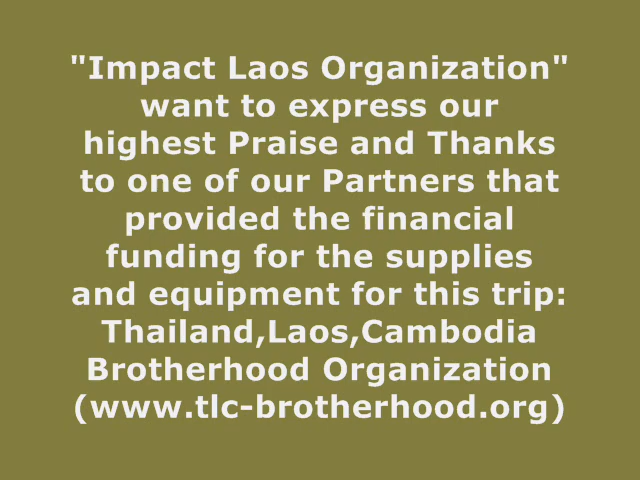 "Impact Laos Organization"
want to express our
highest Praise and Thanks
to one of our Partners that
provided the financial
funding for the supplies
and equipment for this trip:
Thailand,Laos,Cambodia
Brotherhood Organization
(www.tlc-brotherhood.org)